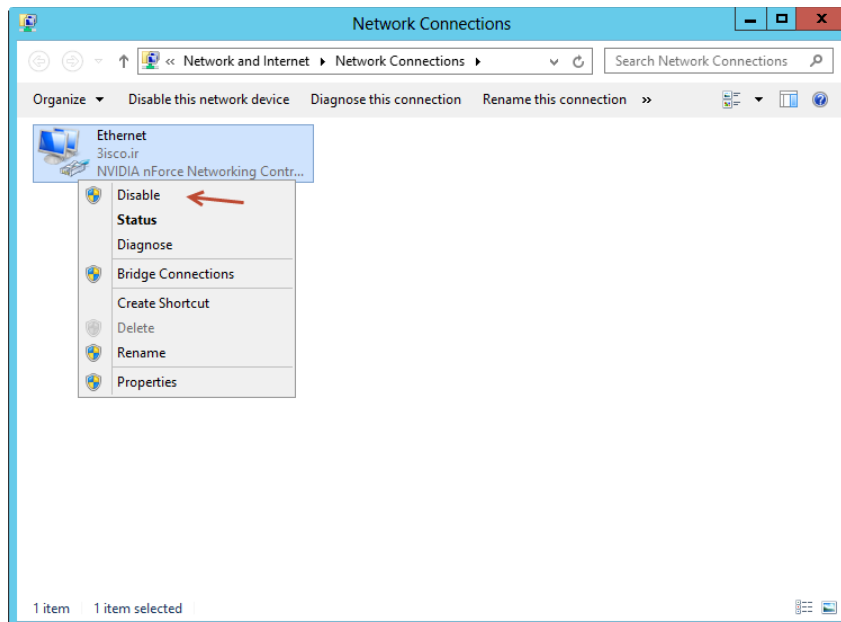 Network Connections
« Network and Internet Network Connections
Search Network Connections
Organize Disable this network device Diagnose this connection Rename this connection »
Ethernet
3isco.ir
NVIDIA nForce Networking Contr...
Disable
Status
Diagnose
Bridge Connections
Create Shortcut
Delete
Rename
Properties
1 item 1 item selected